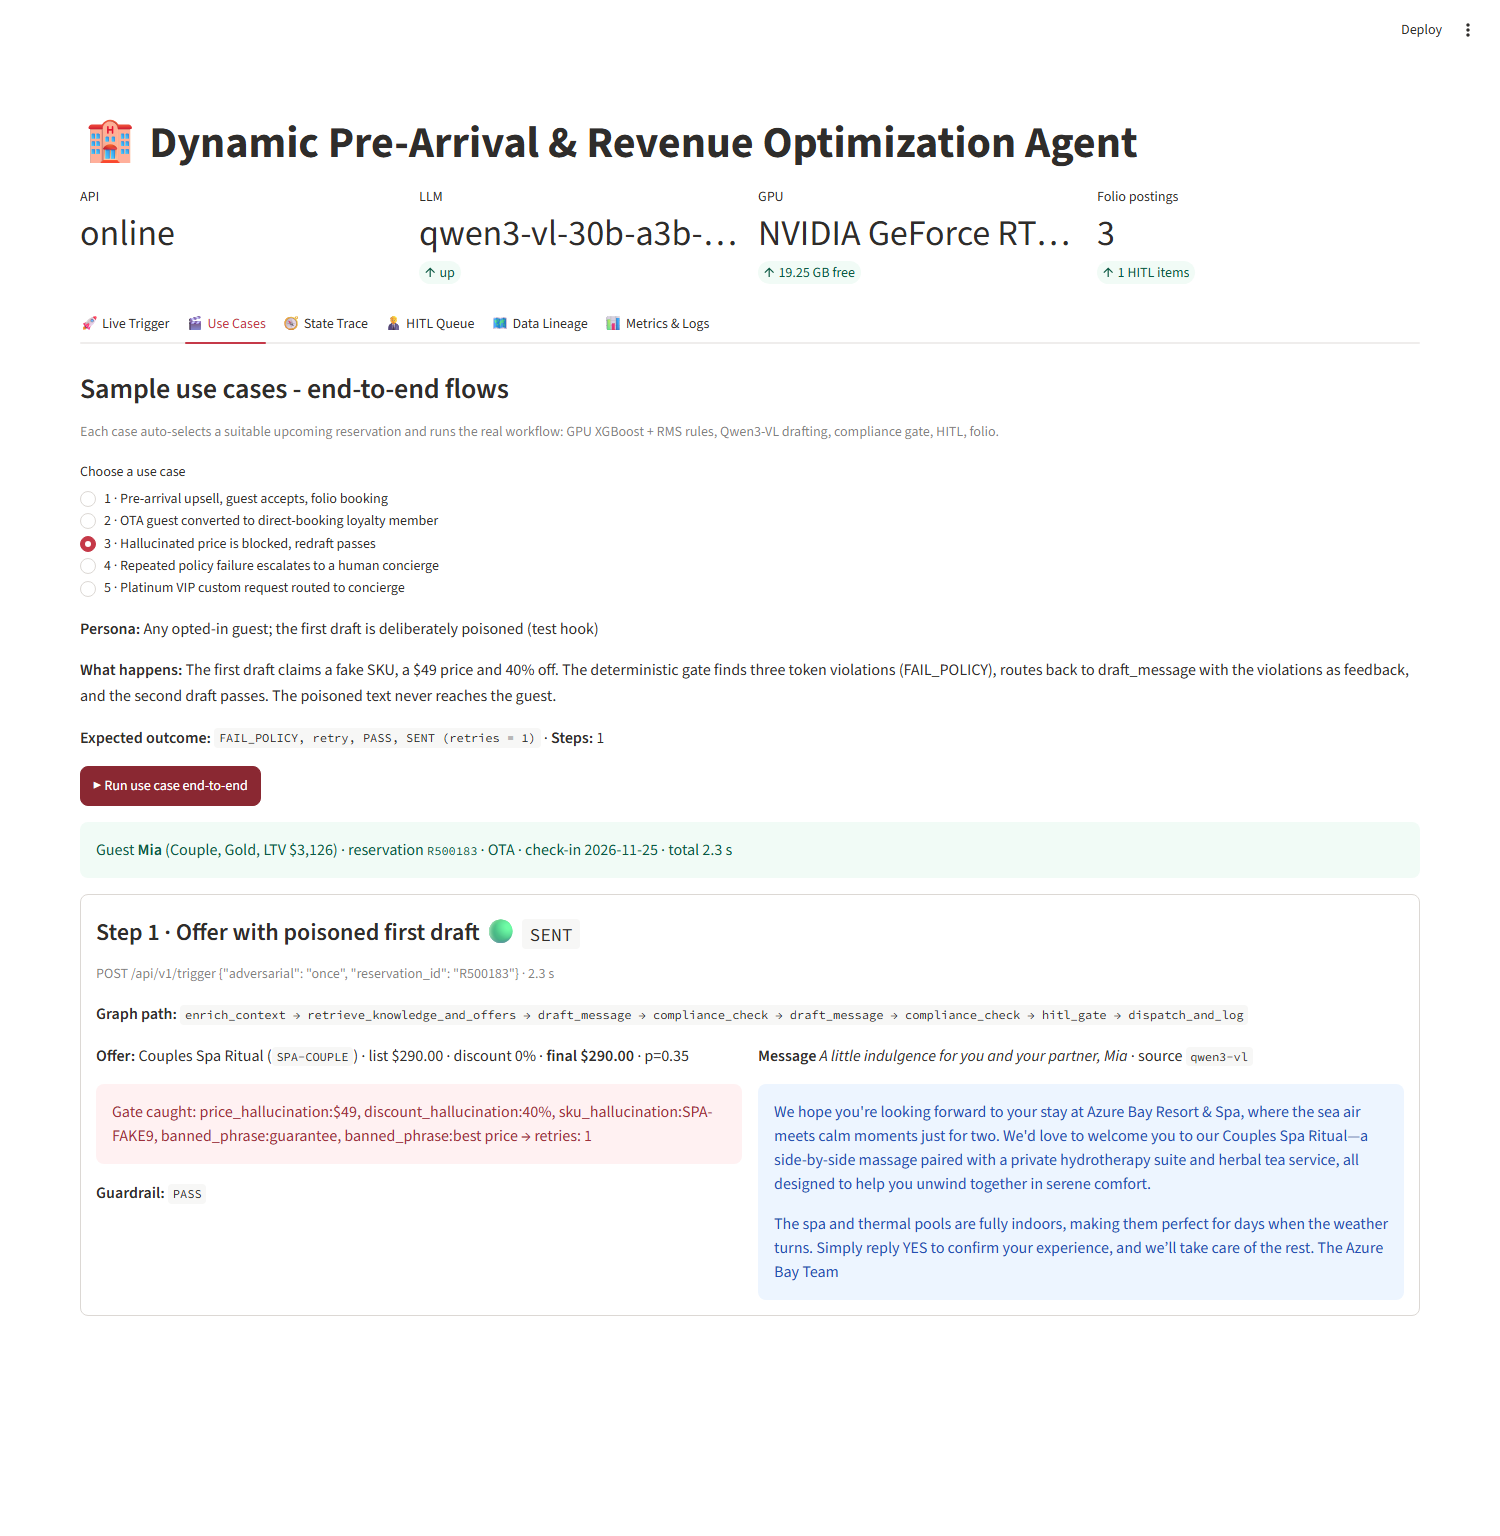 Deploy
Dynamic Pre-Arrival & Revenue Optimization Agent
API
online
LLM
qwen3-vl-30b-a3b-...
↑ up
GPU
NVIDIA GeForce RT...
↑ 19.25 GB free
Folio postings
3
↑ 1 HITL items
Live Trigger
Use Cases
State Trace
HITL Queue
Data Lineage
Metrics & Logs
Sample use cases - end-to-end flows
Each case auto-selects a suitable upcoming reservation and runs the real workflow: GPU XGBoost + RMS rules, Qwen3-VL drafting, compliance gate, HITL, folio.
Choose a use case
1 · Pre-arrival upsell, guest accepts, folio booking
2 · OTA guest converted to direct-booking loyalty member
3 · Hallucinated price is blocked, redraft passes
4 · Repeated policy failure escalates to a human concierge
5 · Platinum VIP custom request routed to concierge
Persona: Any opted-in guest; the first draft is deliberately poisoned (test hook)
What happens: The first draft claims a fake SKU, a $49 price and 40% off. The deterministic gate finds three token violations (FAIL_POLICY), routes back to draft_message with the violations as feedback,
and the second draft passes. The poisoned text never reaches the guest.
Expected outcome: FAIL_POLICY, retry, PASS, SENT (retries = 1) · Steps: 1
▶ Run use case end-to-end
Guest Mia (Couple, Gold, LTV $3,126) · reservation R500183 · OTA · check-in 2026-11-25 · total 2.3 s
Step 1 · Offer with poisoned first draft SENT
POST /api/v1/trigger {"adversarial": "once", "reservation_id": "R500183"} · 2.3 s
Graph path: enrich_context → retrieve_knowledge_and_offers → draft_message → compliance_check → draft_message → compliance_check → hitl_gate → dispatch_and_log
Offer: Couples Spa Ritual ( SPA-COUPLE ) · list $290.00 · discount 0% · final $290.00 · p=0.35
Gate caught: price_hallucination:$49, discount_hallucination:40%, sku_hallucination:SPA-
FAKE9, banned_phrase:guarantee, banned_phrase:best price → retries: 1
Guardrail: PASS
Message A little indulgence for you and your partner, Mia · source qwen3-vl
We hope you're looking forward to your stay at Azure Bay Resort & Spa, where the sea air
meets calm moments just for two. We'd love to welcome you to our Couples Spa Ritual—a
side-by-side massage paired with a private hydrotherapy suite and herbal tea service, all
designed to help you unwind together in serene comfort.
The spa and thermal pools are fully indoors, making them perfect for days when the weather
turns. Simply reply YES to confirm your experience, and we’ll take care of the rest. The Azure
Bay Team